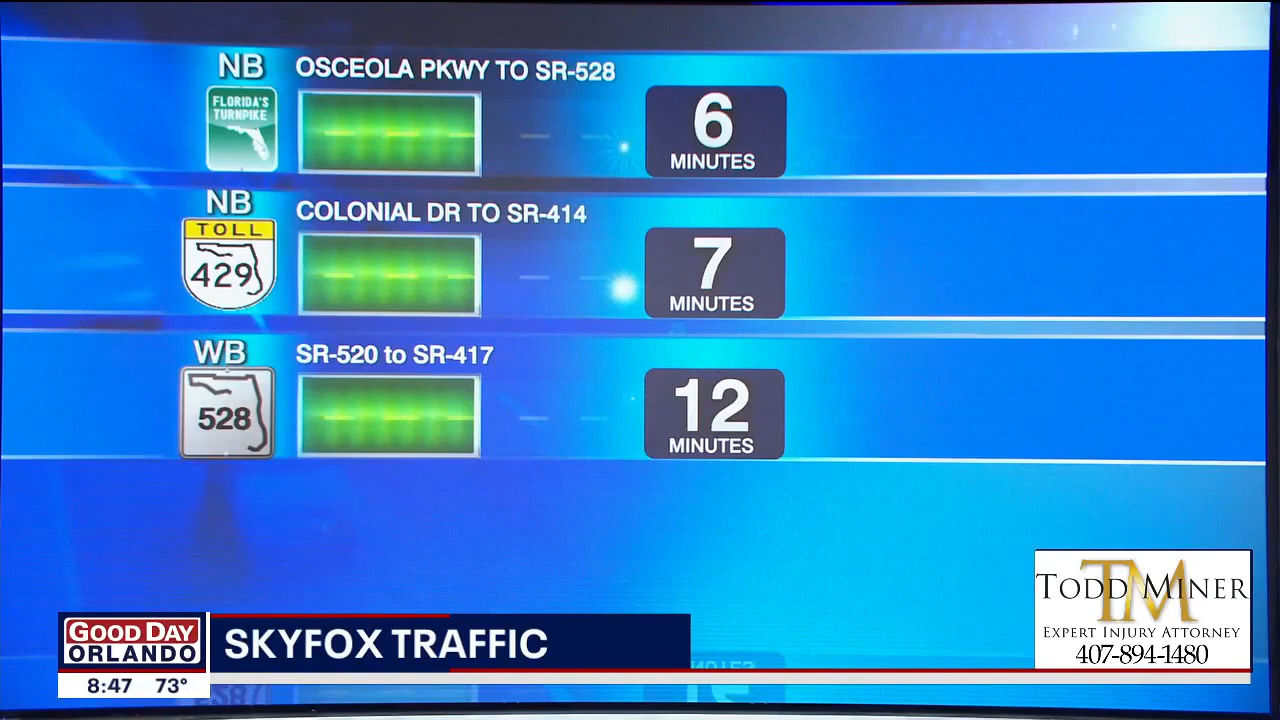 NB
OSCEOLA PKWY TO SR-528
FLORIDA'S
TURNPIKE
6
MINUTES
NB
COLONIAL DR TO SR-414
TOLL
429
7
MINUTES
WB
SR-520 to SR-417
528
12
MINUTES
TM
TODD MINER
EXPERT INJURY ATTORNEY
407-894-1480
GOOD DAY
ORLANDO
SKYFOX TRAFFIC
8:47 73°